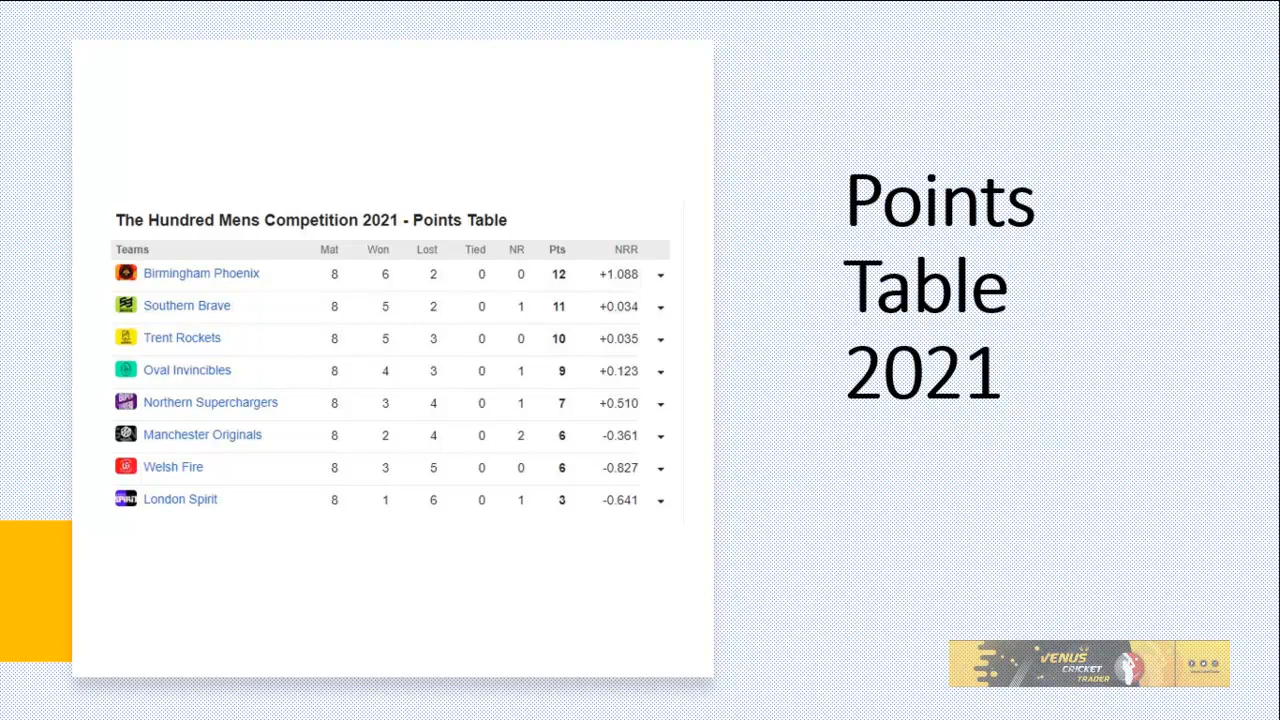 The Hundred Mens Competition 2021 - Points Table
Teams Mat Won Lost Tied NR Pts NRR
Birmingham Phoenix 8 6 2 0 0 12 +1.088
Southern Brave 8 5 2 0 1 11 +0.034
Trent Rockets 8 5 3 0 0 10 +0.035
Oval Invincibles 8 4 3 0 1 9 +0.123
Northern Superchargers 8 3 4 0 1 7 +0.510
Manchester Originals 8 2 4 0 2 6 -0.361
Welsh Fire 8 3 5 0 0 6 -0.827
London Spirit 8 1 6 0 1 3 -0.641
Points
Table
2021
VENUS
CRICKET
TRADER